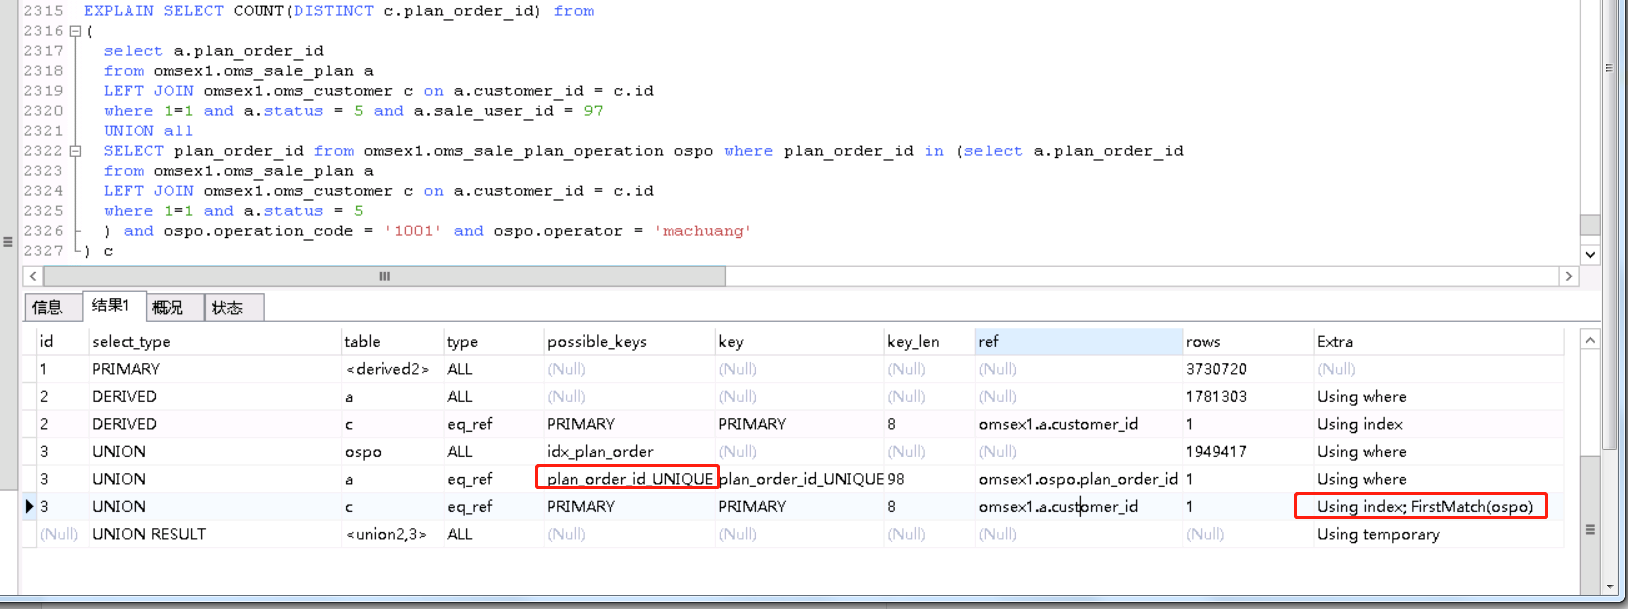 2315 EXPLAIN SELECT COUNT(DISTINCT c.plan_order_id) from
2316 (
2317 select a.plan_order_id
2318 from omsex1.oms_sale_plan a
2319 LEFT JOIN omsex1.oms_customer c on a.customer_id = c.id
2320 where 1=1 and a.status = 5 and a.sale_user_id = 97
2321 UNION all
2322 SELECT plan_order_id from omsex1.oms_sale_plan_operation ospo where plan_order_id in (select a.plan_order_id
2323 from omsex1.oms_sale_plan a
2324 LEFT JOIN omsex1.oms_customer c on a.customer_id = c.id
2325 where 1=1 and a.status = 5
2326 ) and ospo.operation_code = '1001' and ospo.operator = 'machuang'
2327 ) c
信息 结果1 概况 状态
id select_type table type possible_keys key key_len ref rows Extra
1 PRIMARY <derived2> ALL (Null) (Null) (Null) (Null) 3730720 (Null)
2 DERIVED a ALL (Null) (Null) (Null) (Null) 1781303 Using where
2 DERIVED c eq_ref PRIMARY PRIMARY 8 omsex1.a.customer_id 1 Using index
3 UNION ospo ALL idx_plan_order (Null) (Null) (Null) 1949417 Using where
3 UNION a eq_ref plan_order_id_UNIQUE plan_order_id_UNIQUE 98 omsex1.ospo.plan_order_id 1 Using where
3 UNION c eq_ref PRIMARY PRIMARY 8 omsex1.a.customer_id 1 Using index; FirstMatch(ospo)
(Null) UNION RESULT <union2,3> ALL (Null) (Null) (Null) (Null) (Null) Using temporary